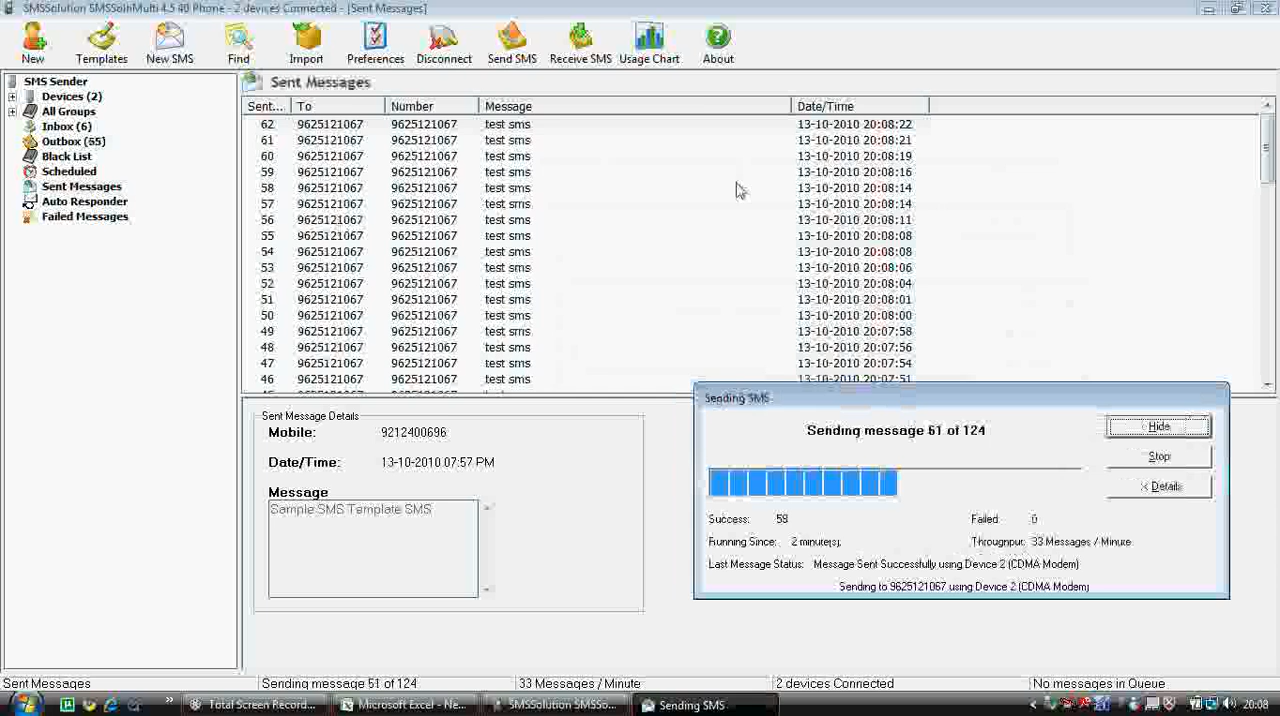 SMSSolution SMSSolnMulti 4.5 40 Phone - 2 devices Connected - [Sent Messages]
New Templates New SMS Find Import Preferences Disconnect Send SMS Receive SMS Usage Chart About
SMS Sender
Devices (2)
All Groups
Inbox (6)
Outbox (65)
Black List
Scheduled
Sent Messages
Auto Responder
Failed Messages
Sent Messages
Sent... To Number Message Date/Time
62 9625121067 9625121067 test sms 13-10-2010 20:08:22
61 9625121067 9625121067 test sms 13-10-2010 20:08:21
60 9625121067 9625121067 test sms 13-10-2010 20:08:19
59 9625121067 9625121067 test sms 13-10-2010 20:08:16
58 9625121067 9625121067 test sms 13-10-2010 20:08:14
57 9625121067 9625121067 test sms 13-10-2010 20:08:14
56 9625121067 9625121067 test sms 13-10-2010 20:08:11
55 9625121067 9625121067 test sms 13-10-2010 20:08:08
54 9625121067 9625121067 test sms 13-10-2010 20:08:08
53 9625121067 9625121067 test sms 13-10-2010 20:08:06
52 9625121067 9625121067 test sms 13-10-2010 20:08:04
51 9625121067 9625121067 test sms 13-10-2010 20:08:01
50 9625121067 9625121067 test sms 13-10-2010 20:08:00
49 9625121067 9625121067 test sms 13-10-2010 20:07:58
48 9625121067 9625121067 test sms 13-10-2010 20:07:56
47 9625121067 9625121067 test sms 13-10-2010 20:07:54
46 9625121067 9625121067 test sms 13-10-2010 20:07:51
Sent Message Details
Mobile: 9212400696
Date/Time: 13-10-2010 07:57 PM
Message
Sample SMS Template SMS
Sending SMS
Sending message 61 of 124
Hide
Stop
< Details
Success: 59 Failed: 0
Running Since: 2 minute(s) Throughput: 33 Messages / Minute
Last Message Status: Message Sent Successfully using Device 2 (CDMA Modem)
Sending to 9625121067 using Device 2 (CDMA Modem)
Sent Messages Sending message 61 of 124 33 Messages / Minute 2 devices Connected No messages in Queue
» Total Screen Record... Microsoft Excel - Ne... SMSSolution SMSSo... Sending SMS 20:08